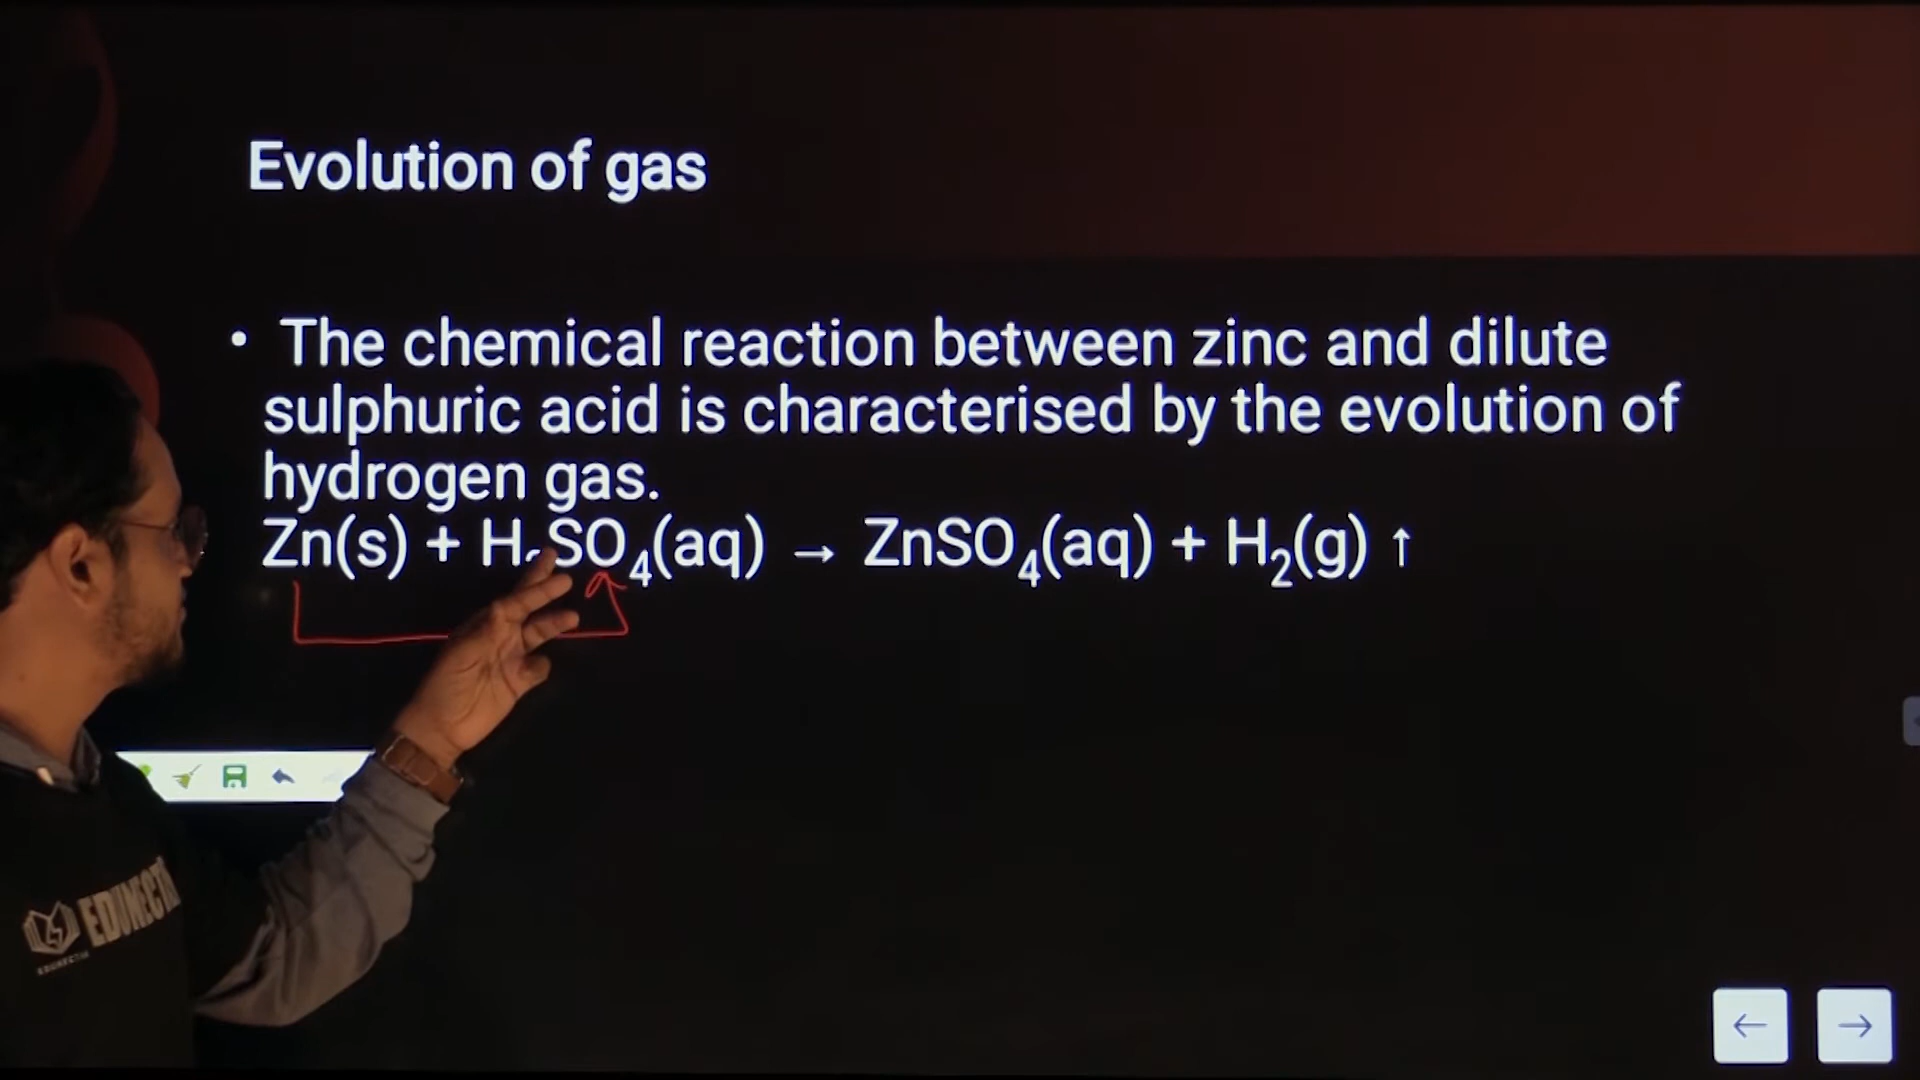 Evolution of gas
• The chemical reaction between zinc and dilute
sulphuric acid is characterised by the evolution of
hydrogen gas.
Zn(s) + H₂SO₄(aq) → ZnSO₄(aq) + H₂(g) ↑
← →